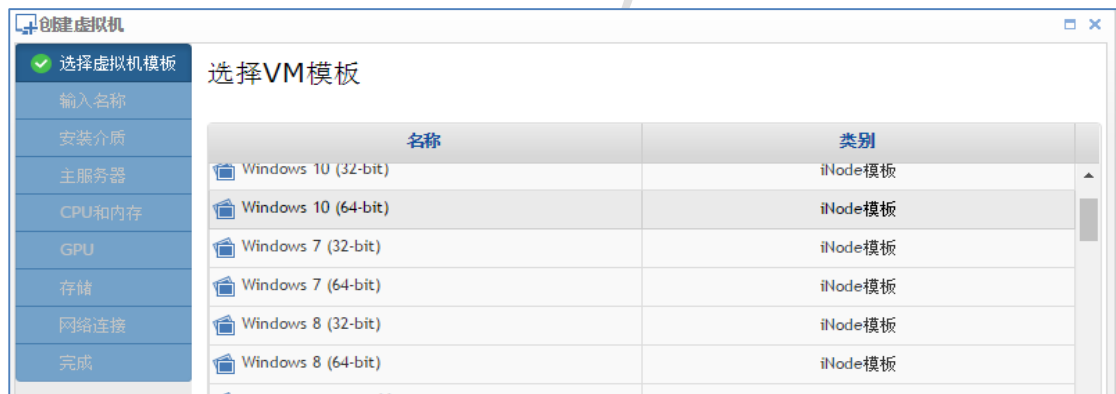 创建虚拟机
选择虚拟机模板
输入名称
安装介质
主服务器
CPU和内存
GPU
存储
网络连接
完成
选择VM模板
名称 类别
Windows 10 (32-bit) iNode模板
Windows 10 (64-bit) iNode模板
Windows 7 (32-bit) iNode模板
Windows 7 (64-bit) iNode模板
Windows 8 (32-bit) iNode模板
Windows 8 (64-bit) iNode模板